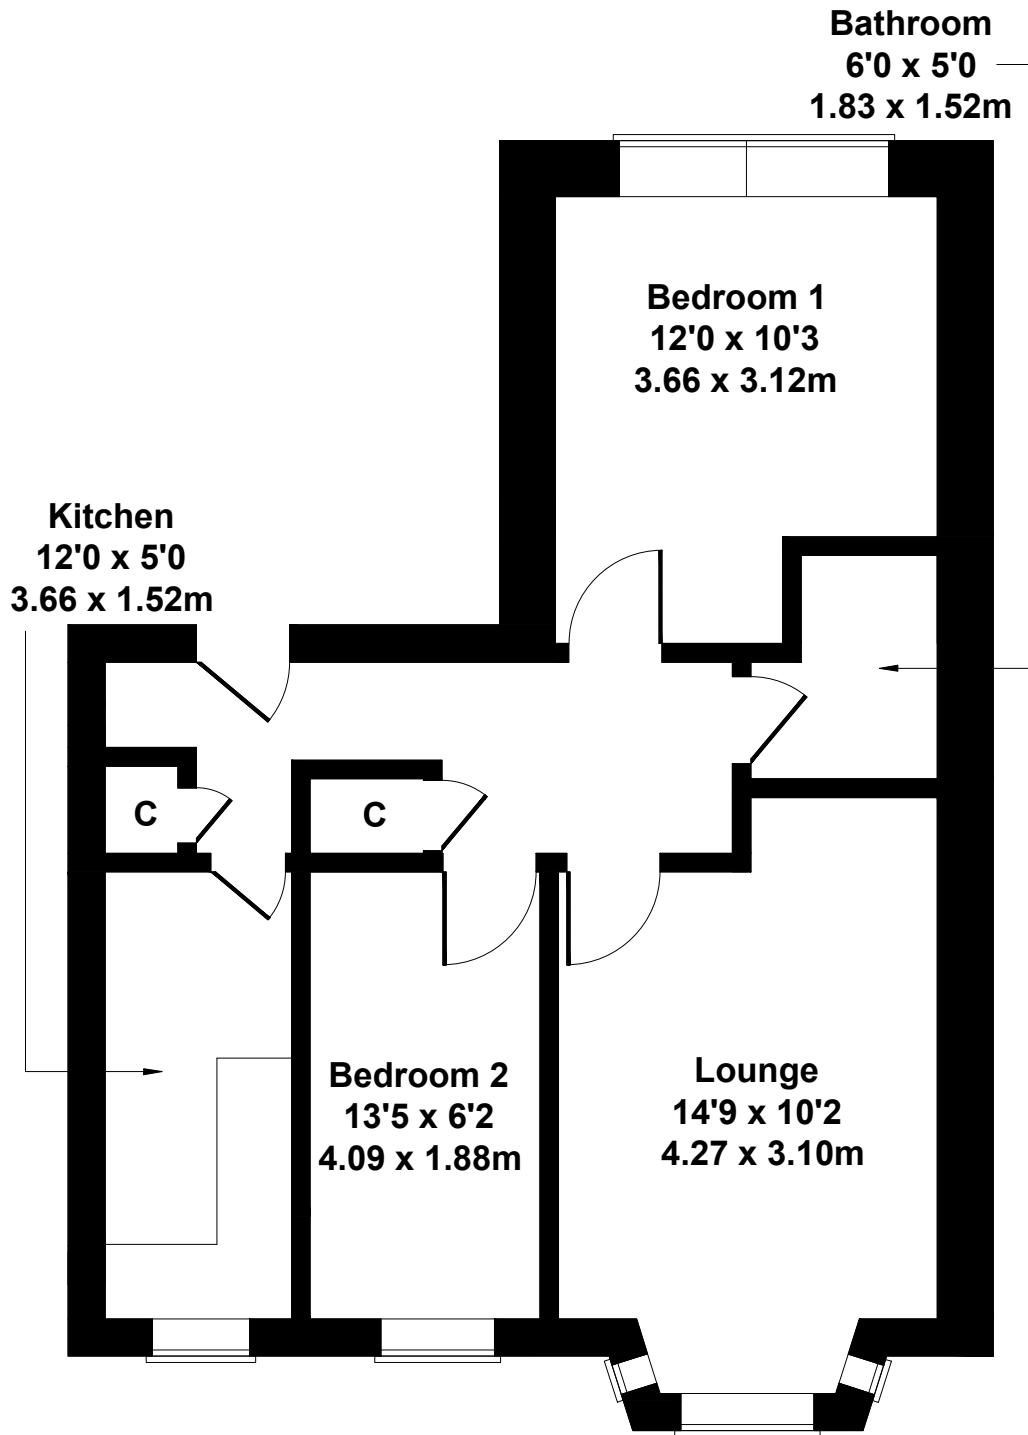 Bathroom
6'0 x 5'0
1.83 x 1.52m
Bedroom 1
12'0 x 10'3
3.66 x 3.12m
Kitchen
12'0 x 5'0
3.66 x 1.52m
C
C
Bedroom 2
13'5 x 6'2
4.09 x 1.88m
Lounge
14'9 x 10'2
4.27 x 3.10m